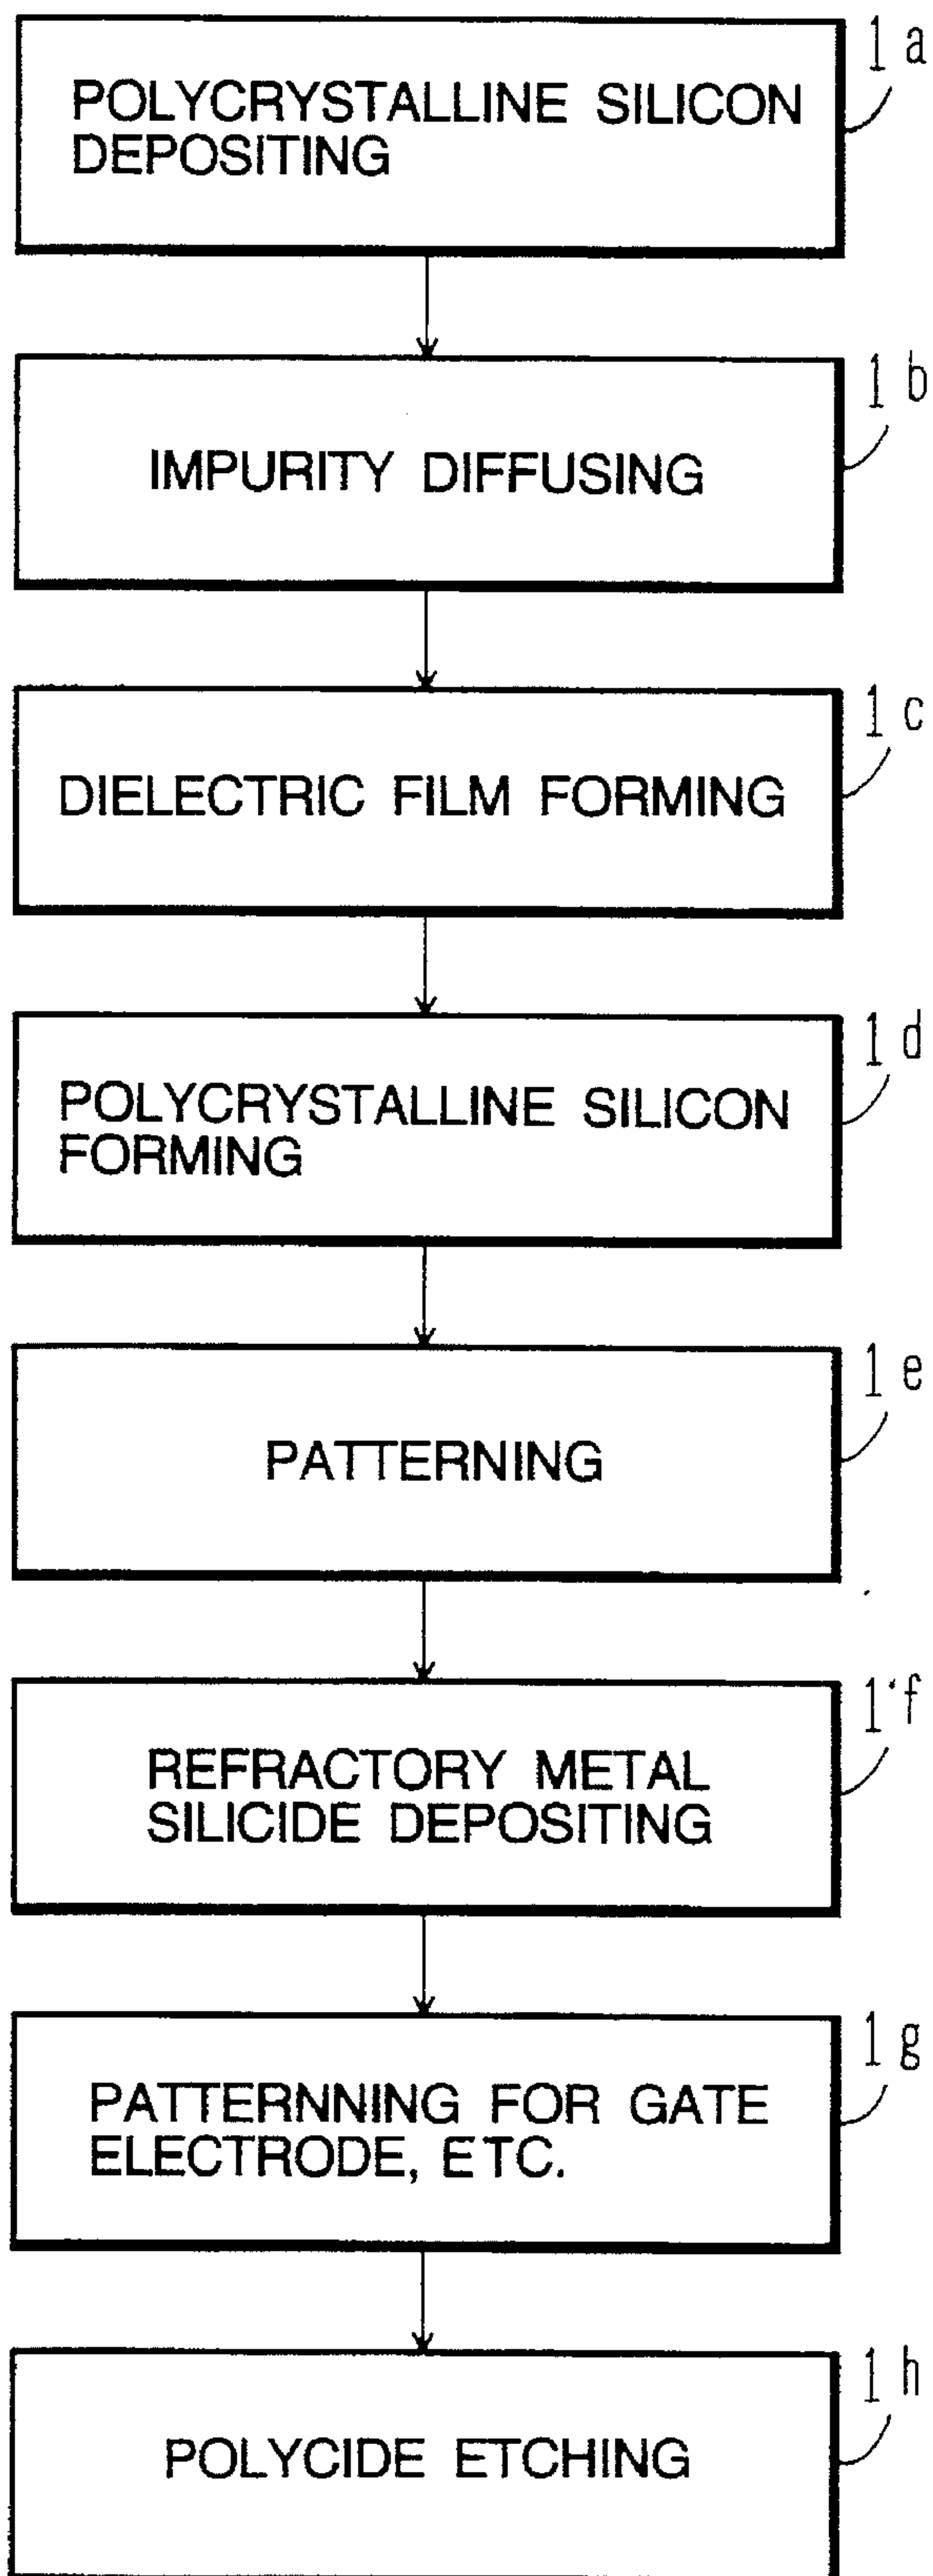 1a
POLYCRYSTALLINE SILICON
DEPOSITING
1b
IMPURITY DIFFUSING
1c
DIELECTRIC FILM FORMING
1d
POLYCRYSTALLINE SILICON
FORMING
1e
PATTERNING
1f
REFRACTORY METAL
SILICIDE DEPOSITING
1g
PATTERNNING FOR GATE
ELECTRODE, ETC.
1h
POLYCIDE ETCHING